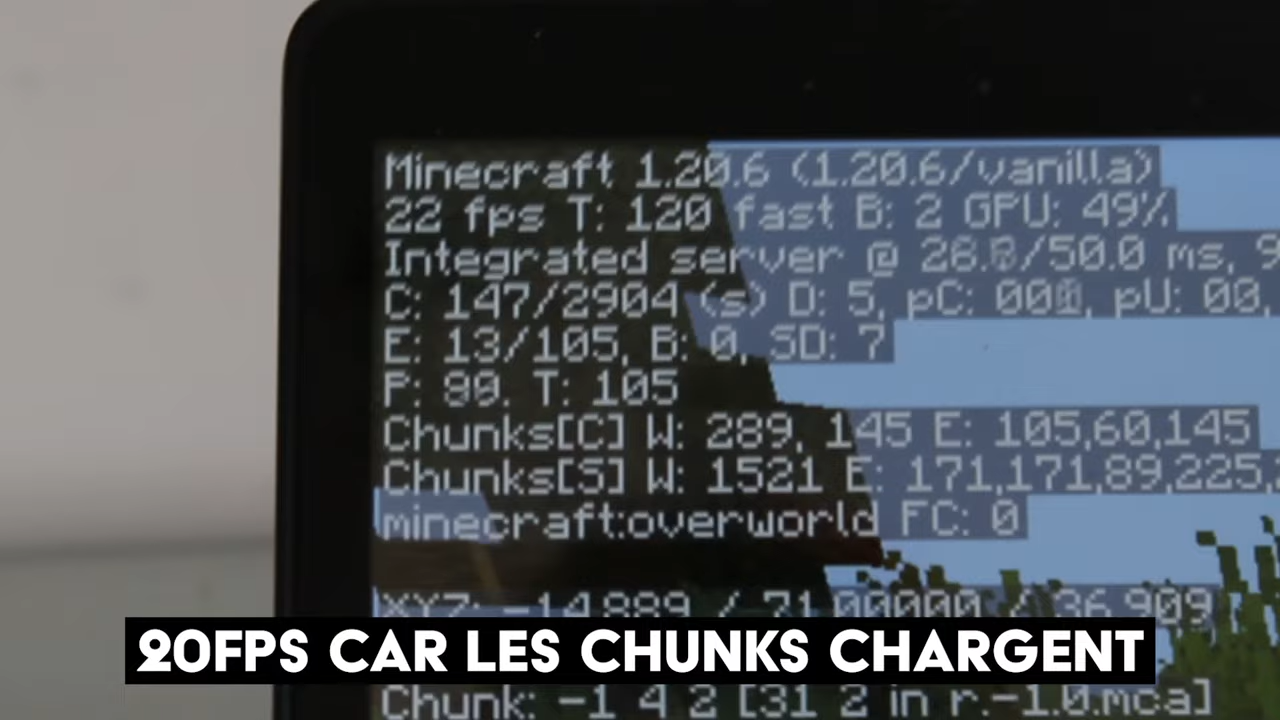 Minecraft 1.20.6 (1.20.6/vanilla)
22 fps T: 120 fast B: 2 GPU: 49%
Integrated server @ 26.8/50.0 ms, 9
C: 147/2904 (s) D: 5, pC: 00, pU: 00,
E: 13/105, B: 0, SD: 7
P: T: 105
Chunks[C] W: 289, 145 E: 105,60,145
Chunks[S] W: 1521 E: 171,171,89,225,
minecraft:overworld FC: 0
XYZ: -14.889 / 71.00000 / 36.909
20FPS CAR LES CHUNKS CHARGENT
Chunk: -1 4 2 [31 2 in r.-1.0.mca]